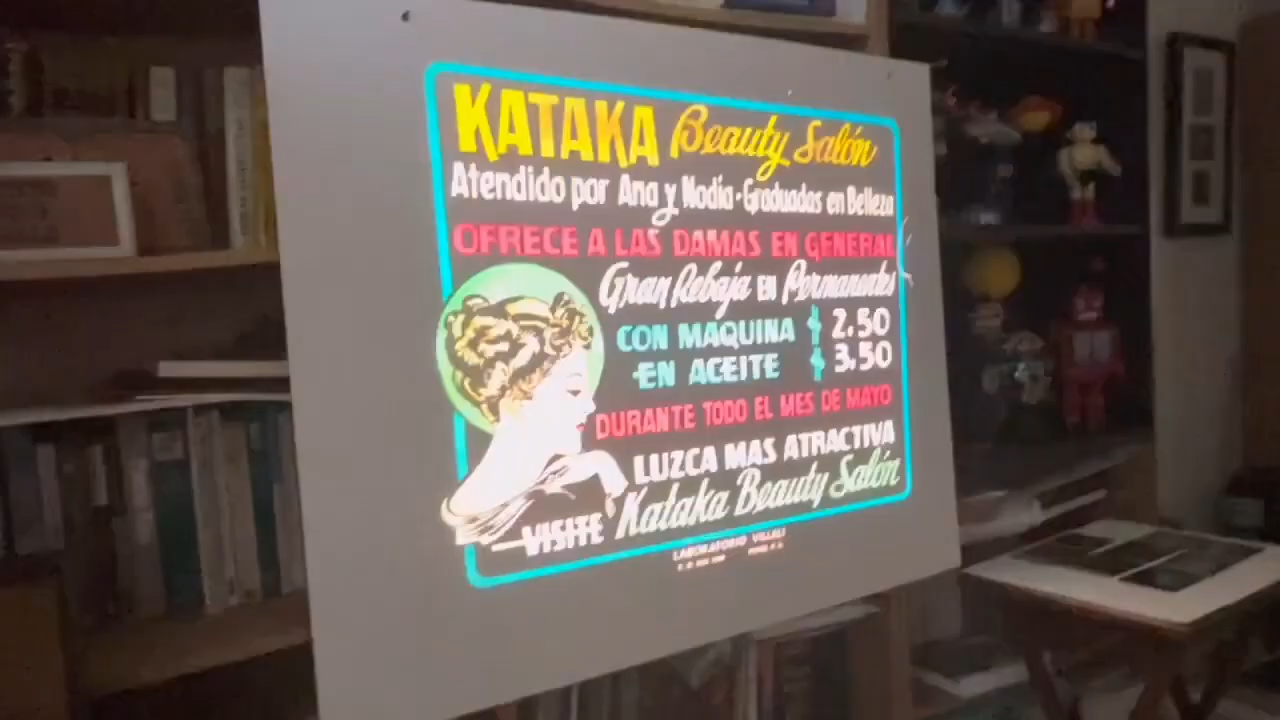 KATAKA Beauty Salón
Atendido por Ana y Nodia - Graduadas en Belleza
OFRECE A LAS DAMAS EN GENERAL
Gran Rebaja EN Permanentes
CON MAQUINA $ 2.50
EN ACEITE $ 3.50
DURANTE TODO EL MES DE MAYO
LUZCA MAS ATRACTIVA
VISITE Kataka Beauty Salón
LABORATORIO